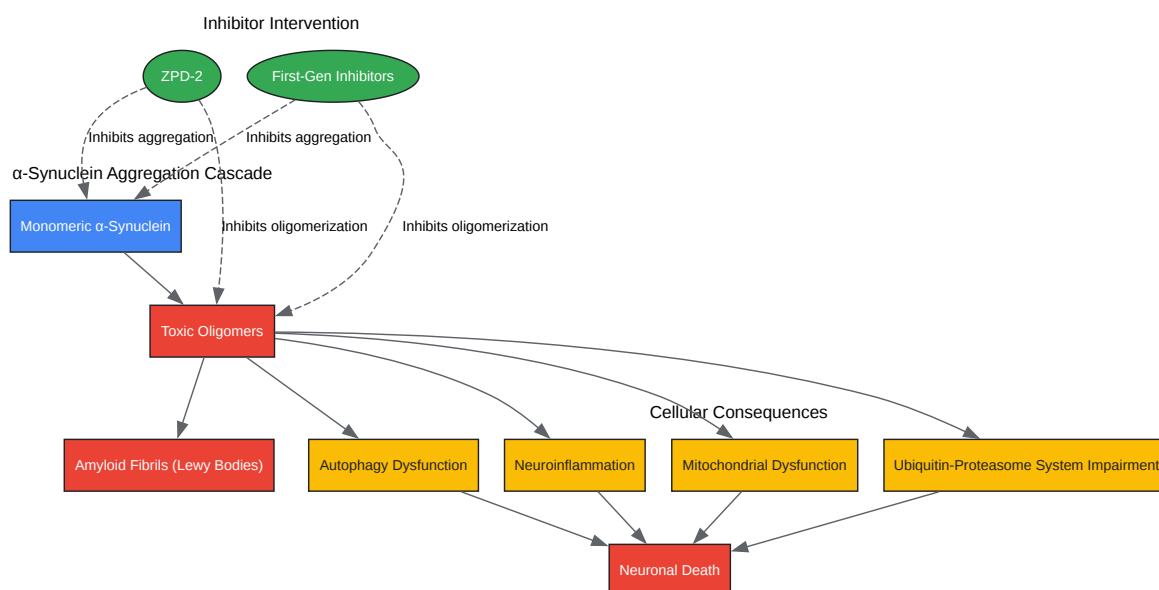 Inhibitor Intervention
ZPD-2
First-Gen Inhibitors
Inhibits aggregation
Inhibits aggregation
α-Synuclein Aggregation Cascade
Monomeric α-Synuclein
Inhibits oligomerization
Inhibits oligomerization
Toxic Oligomers
Cellular Consequences
Amyloid Fibrils (Lewy Bodies)
Autophagy Dysfunction
Neuroinflammation
Mitochondrial Dysfunction
Ubiquitin-Proteasome System Impairment
Neuronal Death